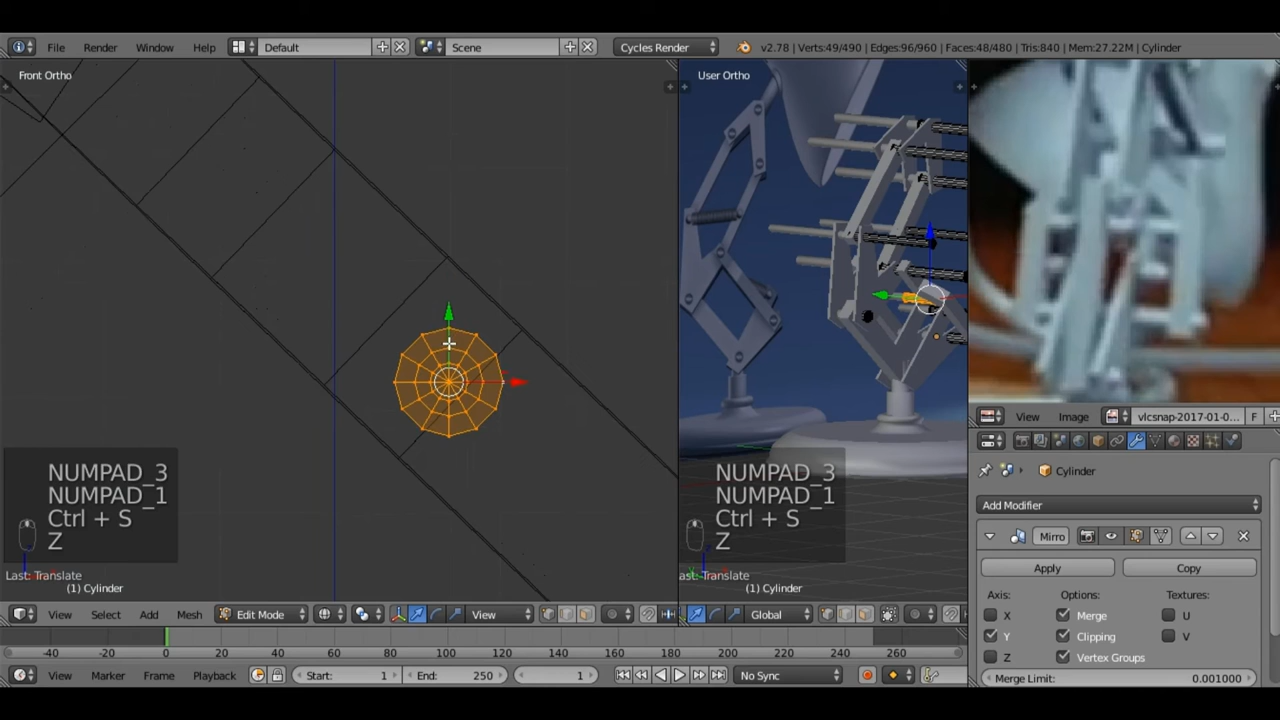 File Render Window Help Default Scene Cycles Render v2.78 | Verts:49/490 | Edges:96/960 | Faces:48/480 | Tris:840 | Mem:27.22M | Cylinder
Front Ortho
User Ortho
NUMPAD_3
NUMPAD_1
Ctrl + S
Z
Last: Translate
(1) Cylinder
NUMPAD_3
NUMPAD_1
Ctrl + S
Z
ast: Translate
(1) Cylinder
View Image vlcsnap-2017-01-0... F
Cylinder
Add Modifier
Mirro
Apply Copy
Axis: Options: Textures:
X Merge U
Y Clipping V
Z Vertex Groups
Merge Limit: 0.001000
View Select Add Mesh Edit Mode View Global
-40 -20 0 20 40 60 80 100 120 140 160 180 200 220 240 260
View Marker Frame Playback Start: 1 End: 250 1 No Sync